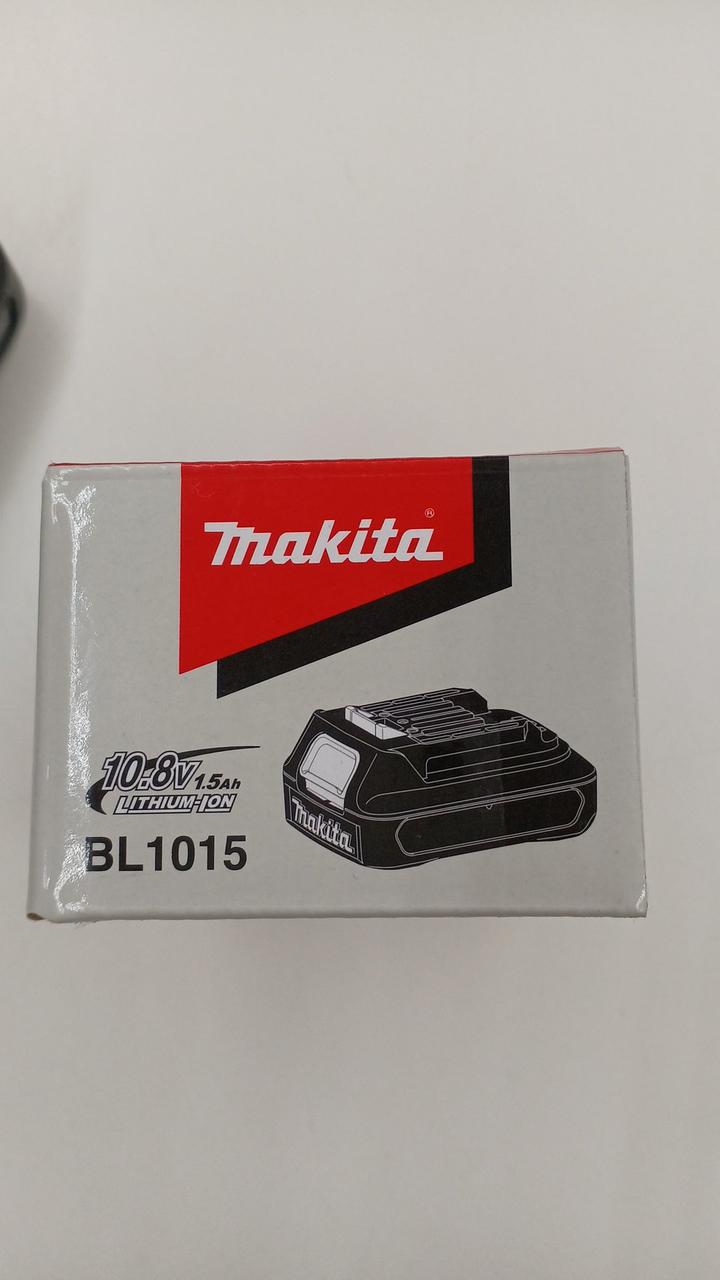 makita®
10.8V 1.5Ah
LITHIUM-ION
BL1015
makita